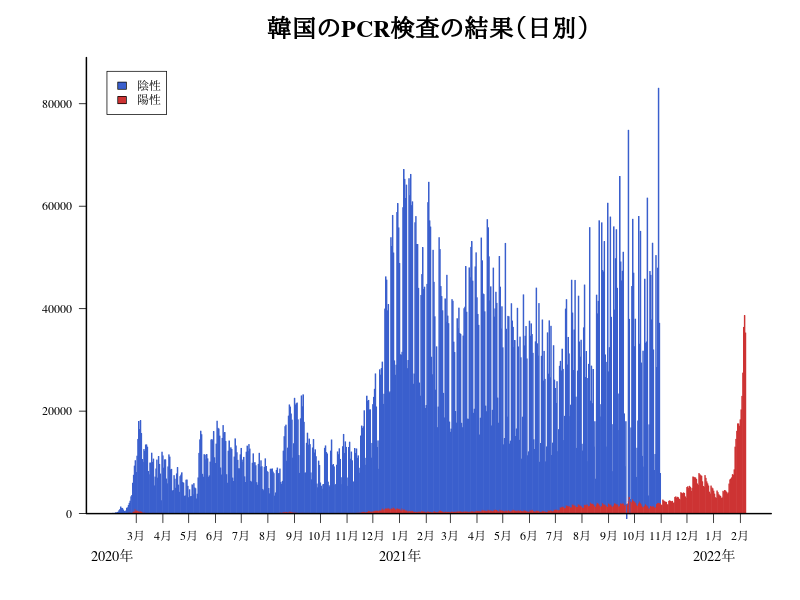 韓国のPCR検査の結果（日別）
陰性
陽性
80000
60000
40000
20000
0
3月 4月 5月 6月 7月 8月 9月 10月 11月 12月 1月 2月 3月 4月 5月 6月 7月 8月 9月 10月 11月 12月 1月 2月
2020年 2021年 2022年